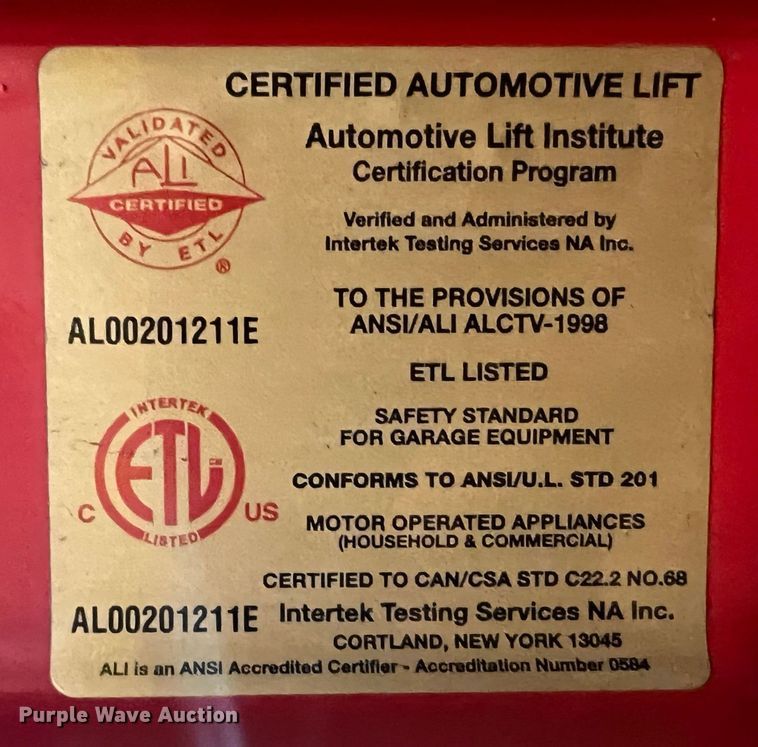 CERTIFIED AUTOMOTIVE LIFT
VALIDATED
ALI
CERTIFIED
BY ETL
®
Automotive Lift Institute
Certification Program
Verified and Administered by
Intertek Testing Services NA Inc.
AL00201211E
TO THE PROVISIONS OF
ANSI/ALI ALCTV-1998
ETL LISTED
INTERTEK
ETL
LISTED
C
US
SAFETY STANDARD
FOR GARAGE EQUIPMENT
CONFORMS TO ANSI/U.L. STD 201
MOTOR OPERATED APPLIANCES
(HOUSEHOLD & COMMERCIAL)
CERTIFIED TO CAN/CSA STD C22.2 NO.68
AL00201211E
Intertek Testing Services NA Inc.
CORTLAND, NEW YORK 13045
ALI is an ANSI Accredited Certifier - Accreditation Number 0584
Purple Wave Auction